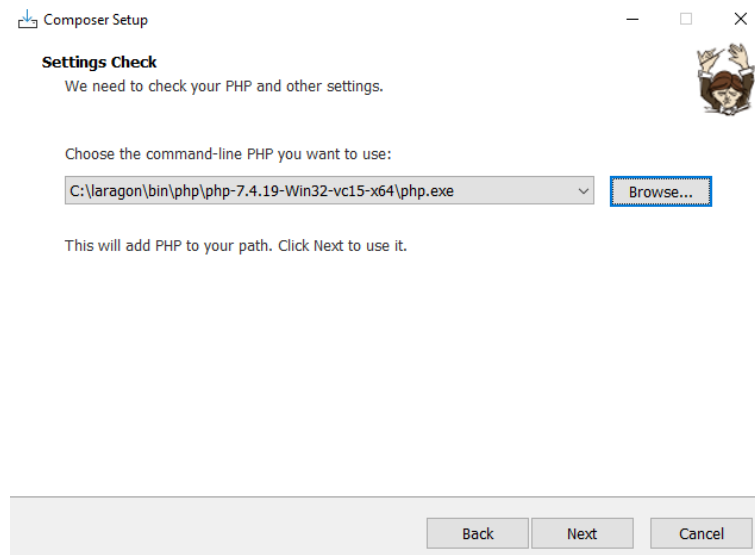 Composer Setup
Settings Check
We need to check your PHP and other settings.
Choose the command-line PHP you want to use:
C:\laragon\bin\php\php-7.4.19-Win32-vc15-x64\php.exe
Browse...
This will add PHP to your path. Click Next to use it.
Back Next Cancel